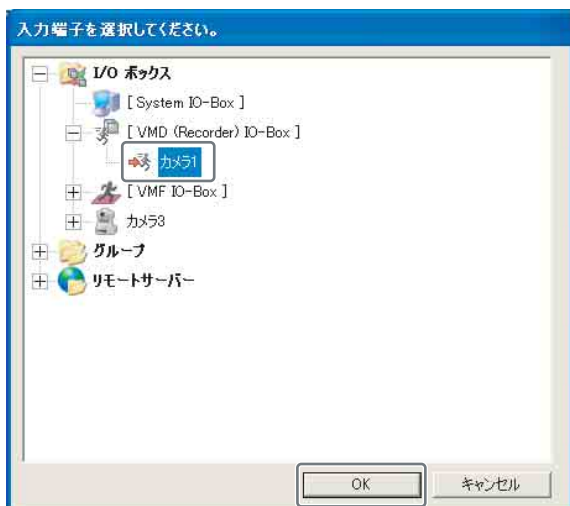 入力端子を選択してください。
I/O ボックス
[ System IO-Box ]
[ VMD (Recorder) IO-Box ]
カメラ1
[ VMF IO-Box ]
カメラ3
グループ
リモートサーバー
OK
キャンセル